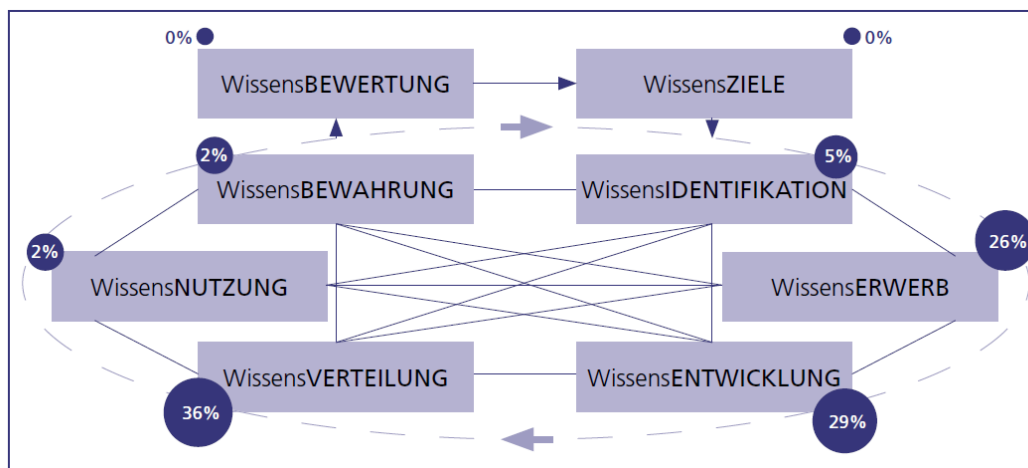 0%
0%
WissensBEWERTUNG
WissensZIELE
2%
5%
WissensBEWAHRUNG
WissensIDENTIFIKATION
2%
26%
WissensNUTZUNG
WissensERWERB
WissensVERTEILUNG
WissensENTWICKLUNG
36%
29%